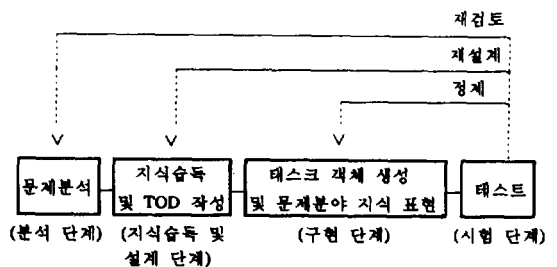 재검토
재설계
정제
문제분석
지식습득
및 TOD 작성
태스크 객체 생성
및 문제분야 지식 표현
테스트
(분석 단계)
(지식습득 및
설계 단계)
(구현 단계)
(시험 단계)